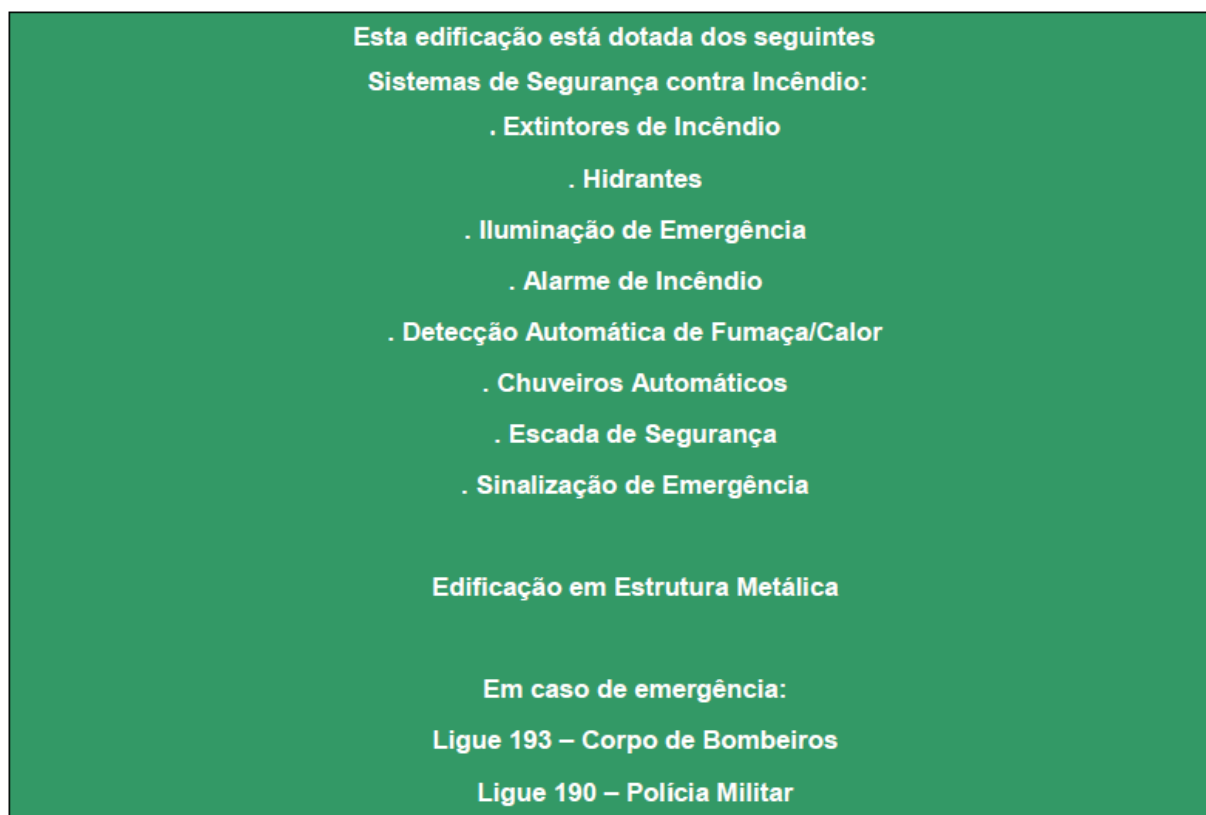 Esta edificação está dotada dos seguintes
Sistemas de Segurança contra Incêndio:
. Extintores de Incêndio
. Hidrantes
. Iluminação de Emergência
. Alarme de Incêndio
. Detecção Automática de Fumaça/Calor
. Chuveiros Automáticos
. Escada de Segurança
. Sinalização de Emergência
Edificação em Estrutura Metálica
Em caso de emergência:
Ligue 193 – Corpo de Bombeiros
Ligue 190 – Polícia Militar